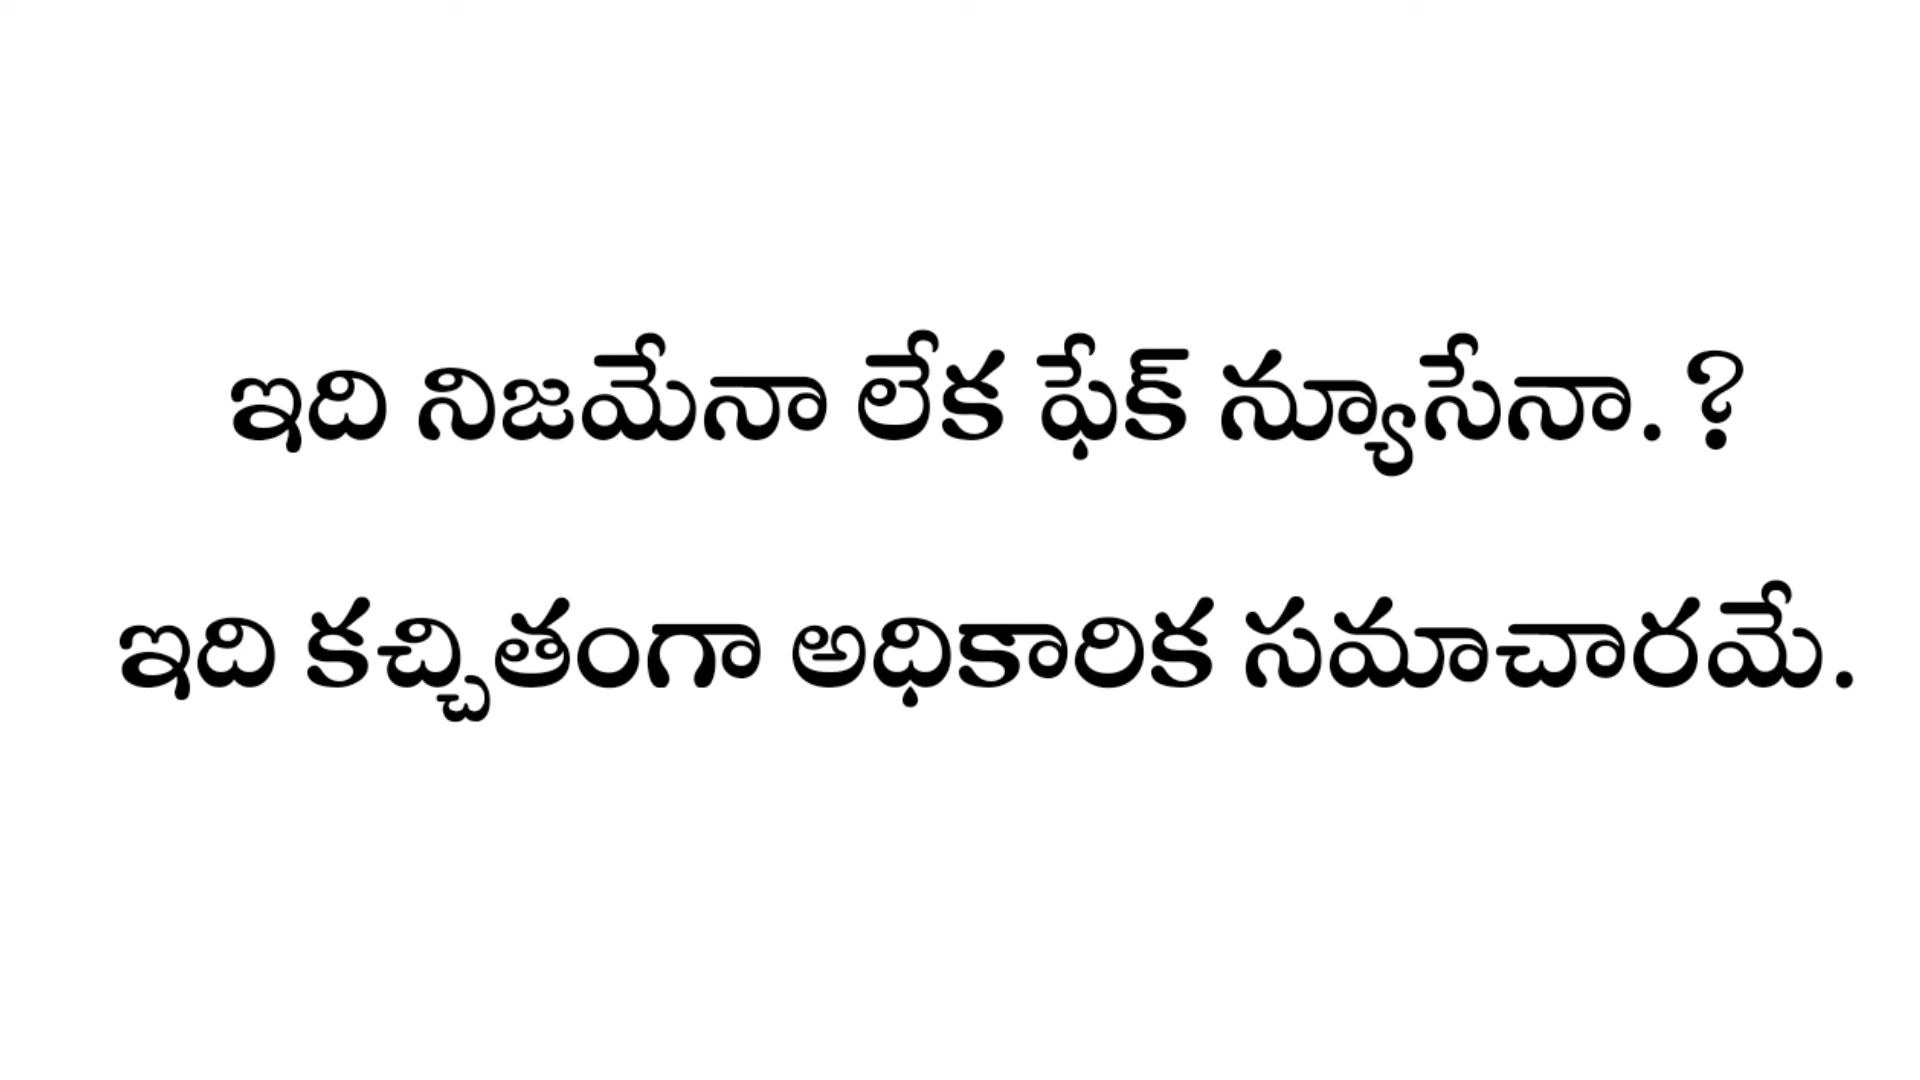 ఇది నిజమేనా లేక ఫేక్ న్యూసేనా. ?
ఇది కచ్చితంగా అధికారిక సమాచారమే.